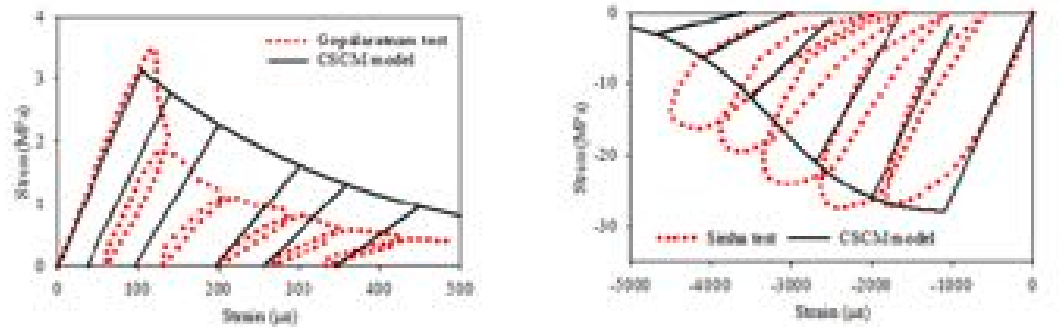 4
3
2
1
0
Stress (MPa)
Gopalaratnam test
CSCM model
0 100 200 300 400 500
Strain (με)
0
-10
-20
-30
Stress (MPa)
Sinha test
CSCM model
-5000 -4000 -3000 -2000 -1000 0
Strain (με)